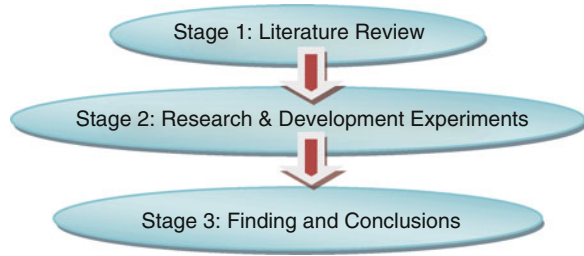 Stage 1: Literature Review
Stage 2: Research & Development Experiments
Stage 3: Finding and Conclusions